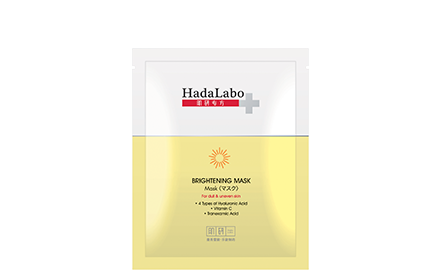 HadaLabo
肌研专方
BRIGHTENING MASK
Mask (マスク)
For dull & uneven skin
• 4 Types of Hyaluronic Acid
• Vitamin C
• Tranexamic Acid
肌研